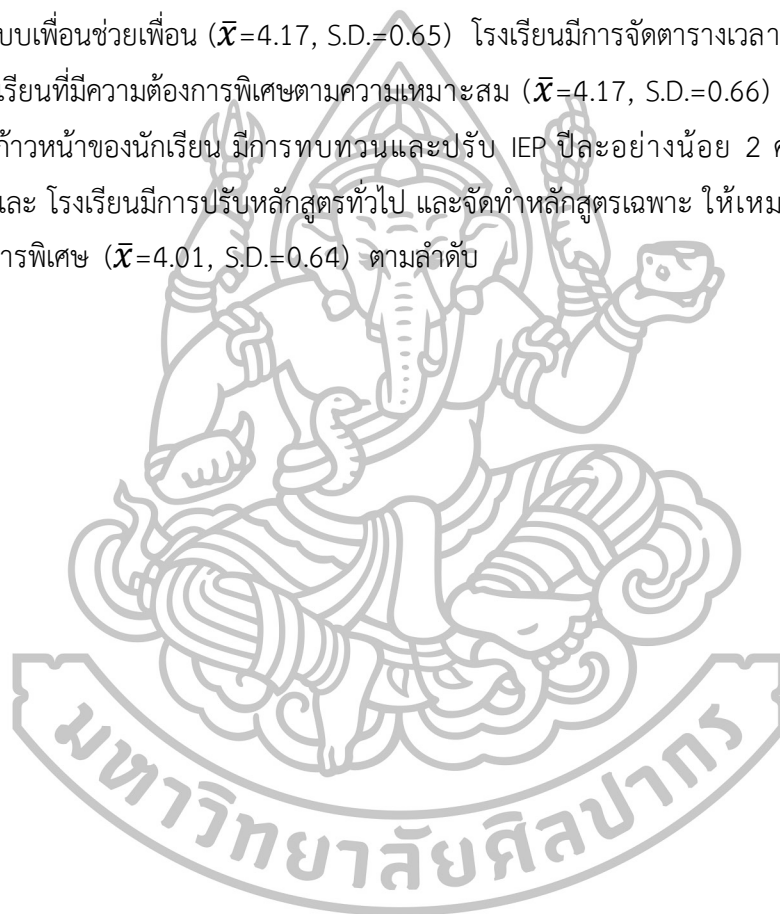 บบเพื่อนช่วยเพื่อน (x̄=4.17, S.D.=0.65) โรงเรียนมีการจัดตารางเวลา
เรียนที่มีความต้องการพิเศษตามความเหมาะสม (x̄=4.17, S.D.=0.66)
ก้าวหน้าของนักเรียน มีการทบทวนและปรับ IEP ปีละอย่างน้อย 2 ค
และ โรงเรียนมีการปรับหลักสูตรทั่วไป และจัดทำหลักสูตรเฉพาะ ให้เหม
ารพิเศษ (x̄=4.01, S.D.=0.64) ตามลำดับ
มหาวิทยาลัยศิลปากร